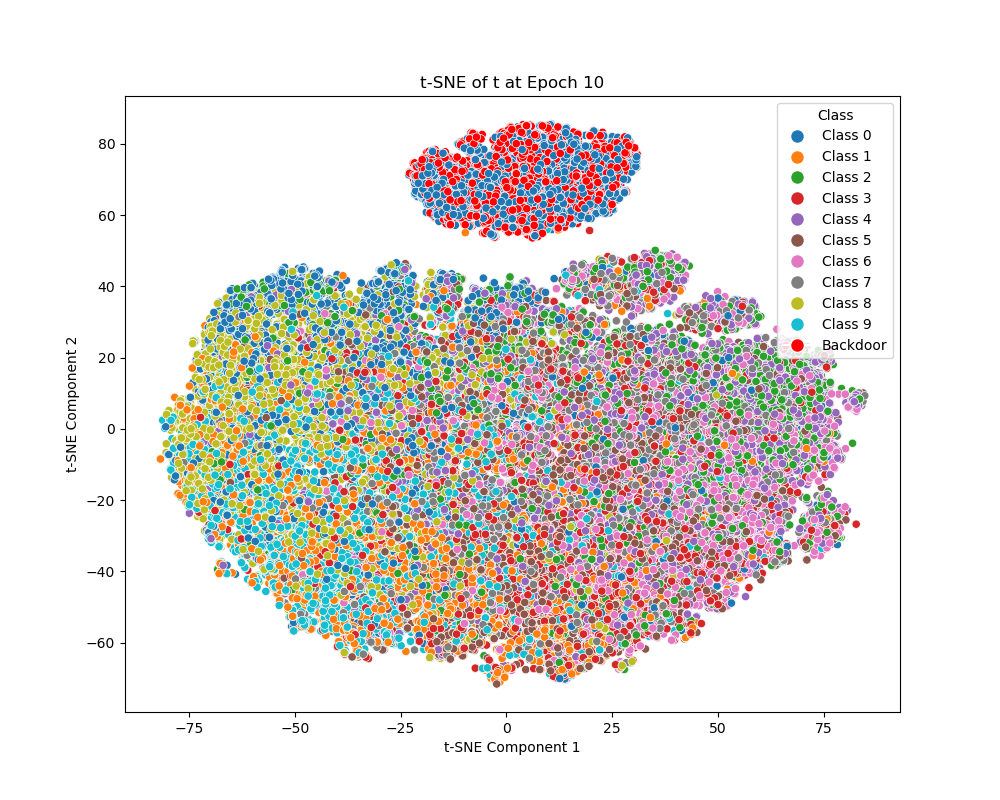 t-SNE of t at Epoch 10
Class
Class 0
Class 1
Class 2
Class 3
Class 4
Class 5
Class 6
Class 7
Class 8
Class 9
Backdoor
80
60
40
20
0
−20
−40
−60
t-SNE Component 2
−75
−50
−25
0
25
50
75
t-SNE Component 1